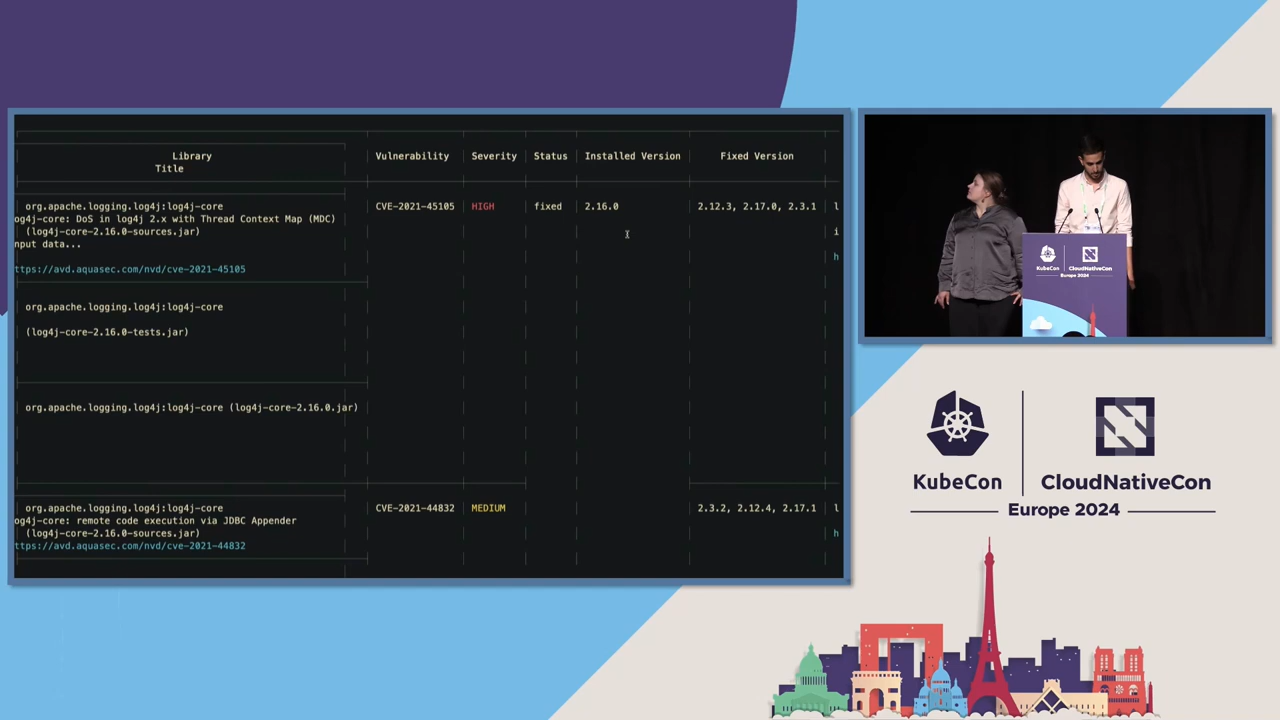 Library Vulnerability Severity Status Installed Version Fixed Version
Title
org.apache.logging.log4j:log4j-core CVE-2021-45105 HIGH fixed 2.16.0 2.12.3, 2.17.0, 2.3.1 l
og4j-core: DoS in log4j 2.x with Thread Context Map (MDC)
(log4j-core-2.16.0-sources.jar) i
nput data...
h
ttps://avd.aquasec.com/nvd/cve-2021-45105
org.apache.logging.log4j:log4j-core
(log4j-core-2.16.0-tests.jar)
org.apache.logging.log4j:log4j-core (log4j-core-2.16.0.jar)
org.apache.logging.log4j:log4j-core CVE-2021-44832 MEDIUM 2.3.2, 2.12.4, 2.17.1 l
og4j-core: remote code execution via JDBC Appender
(log4j-core-2.16.0-sources.jar) h
ttps://avd.aquasec.com/nvd/cve-2021-44832
KubeCon CloudNativeCon
Europe 2024
KubeCon CloudNativeCon
Europe 2024